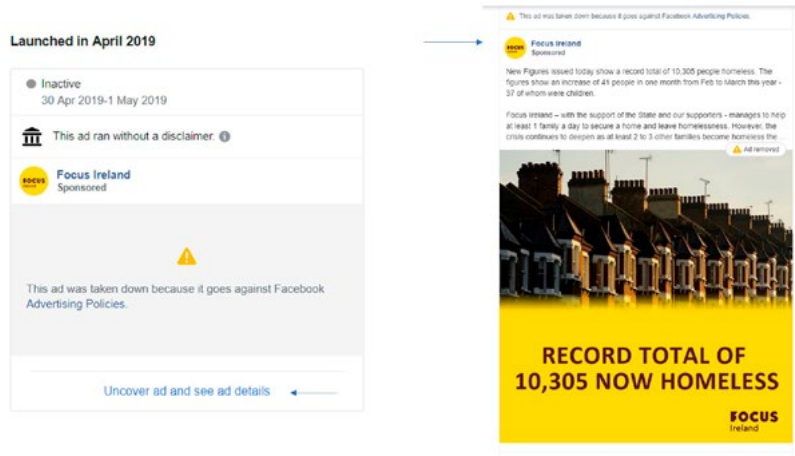 Launched in April 2019
Inactive
30 Apr 2019-1 May 2019
This ad ran without a disclaimer.
FOCUS
Ireland
Focus Ireland
Sponsored
This ad was taken down because it goes against Facebook
Advertising Policies.
Uncover ad and see ad details
This ad was taken down because it goes against Facebook Advertising Policies.
FOCUS
Focus Ireland
Sponsored
New Figures issued today show a record total of 10,305 people homeless. The
figures show an increase of 41 people in one month from Feb to March this year -
37 of whom were children.
Focus Ireland – with the support of the State and our supporters - manages to help
at least 1 family a day to secure a home and leave homelessness. However, the
crisis continues to deepen as at least 2 to 3 other families become homeless the ...
Ad removed
RECORD TOTAL OF
10,305 NOW HOMELESS
FOCUS
Ireland